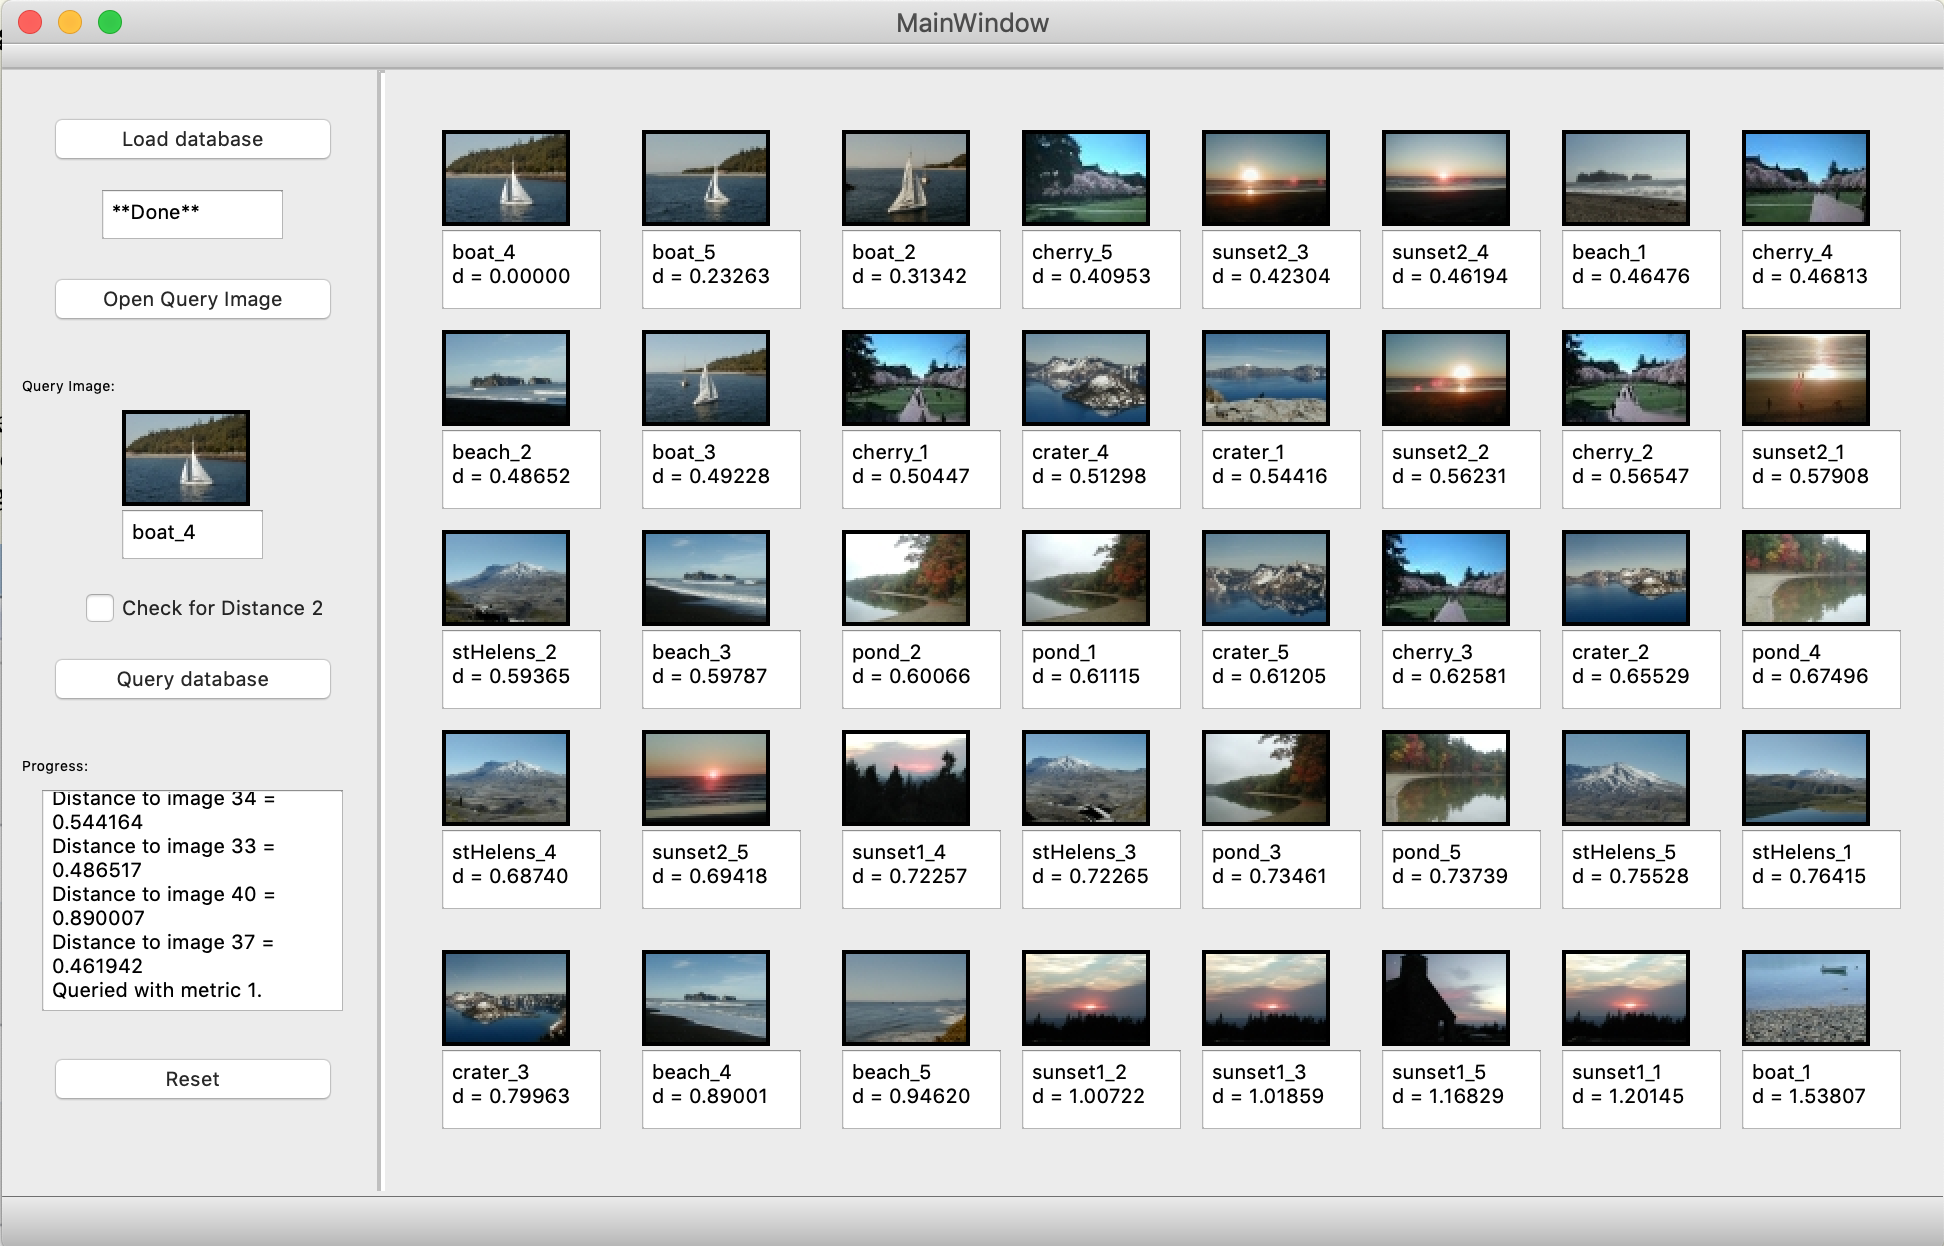 MainWindow
Load database
**Done**
Open Query Image
Query Image:
boat_4
Check for Distance 2
Query database
Progress:
Distance to image 34 =
0.544164
Distance to image 33 =
0.486517
Distance to image 40 =
0.890007
Distance to image 37 =
0.461942
Queried with metric 1.
Reset
boat_4
d = 0.00000
boat_5
d = 0.23263
boat_2
d = 0.31342
cherry_5
d = 0.40953
sunset2_3
d = 0.42304
sunset2_4
d = 0.46194
beach_1
d = 0.46476
cherry_4
d = 0.46813
beach_2
d = 0.48652
boat_3
d = 0.49228
cherry_1
d = 0.50447
crater_4
d = 0.51298
crater_1
d = 0.54416
sunset2_2
d = 0.56231
cherry_2
d = 0.56547
sunset2_1
d = 0.57908
stHelens_2
d = 0.59365
beach_3
d = 0.59787
pond_2
d = 0.60066
pond_1
d = 0.61115
crater_5
d = 0.61205
cherry_3
d = 0.62581
crater_2
d = 0.65529
pond_4
d = 0.67496
stHelens_4
d = 0.68740
sunset2_5
d = 0.69418
sunset1_4
d = 0.72257
stHelens_3
d = 0.72265
pond_3
d = 0.73461
pond_5
d = 0.73739
stHelens_5
d = 0.75528
stHelens_1
d = 0.76415
crater_3
d = 0.79963
beach_4
d = 0.89001
beach_5
d = 0.94620
sunset1_2
d = 1.00722
sunset1_3
d = 1.01859
sunset1_5
d = 1.16829
sunset1_1
d = 1.20145
boat_1
d = 1.53807